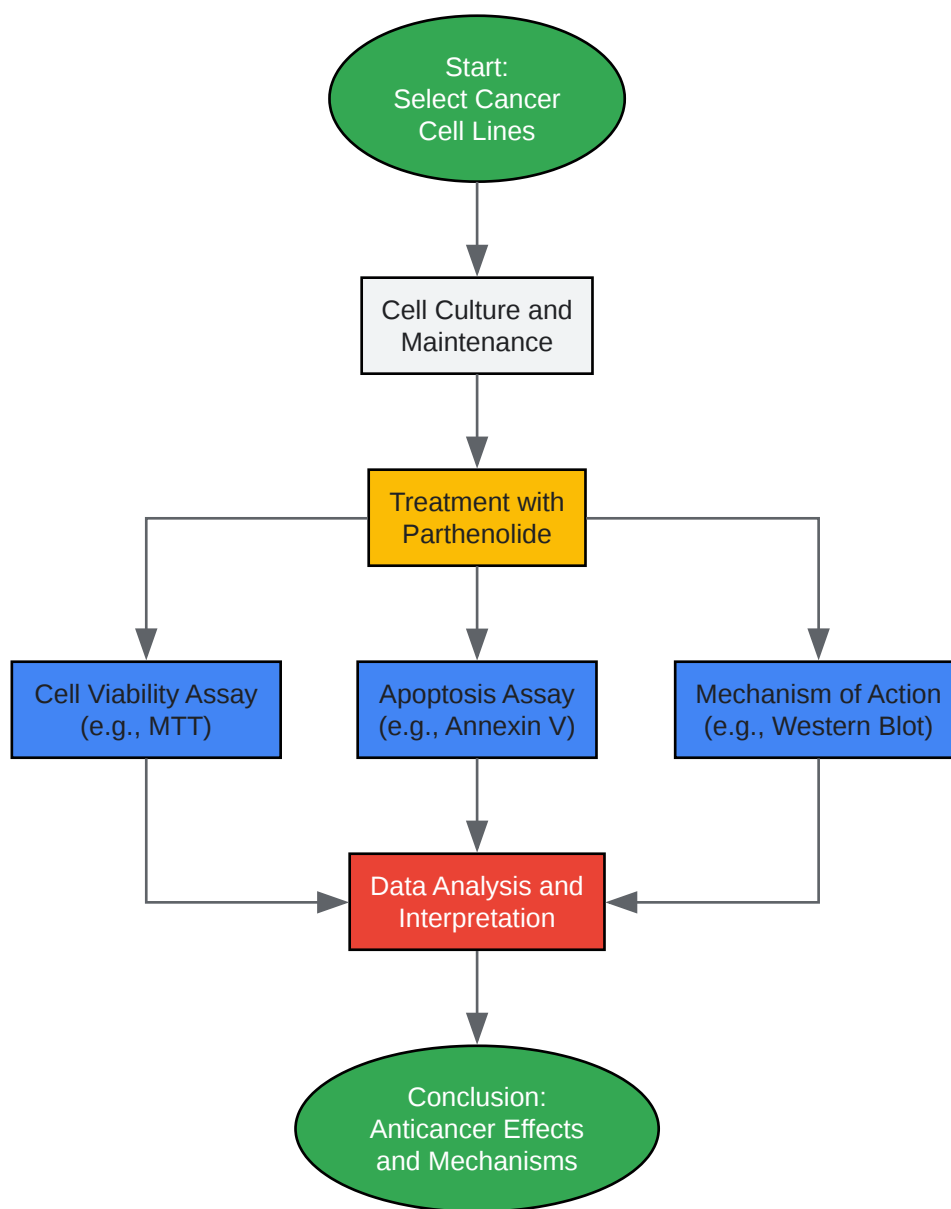 Start:
Select Cancer
Cell Lines
Cell Culture and
Maintenance
Treatment with
Parthenolide
Cell Viability Assay
(e.g., MTT)
Apoptosis Assay
(e.g., Annexin V)
Mechanism of Action
(e.g., Western Blot)
Data Analysis and
Interpretation
Conclusion:
Anticancer Effects
and Mechanisms